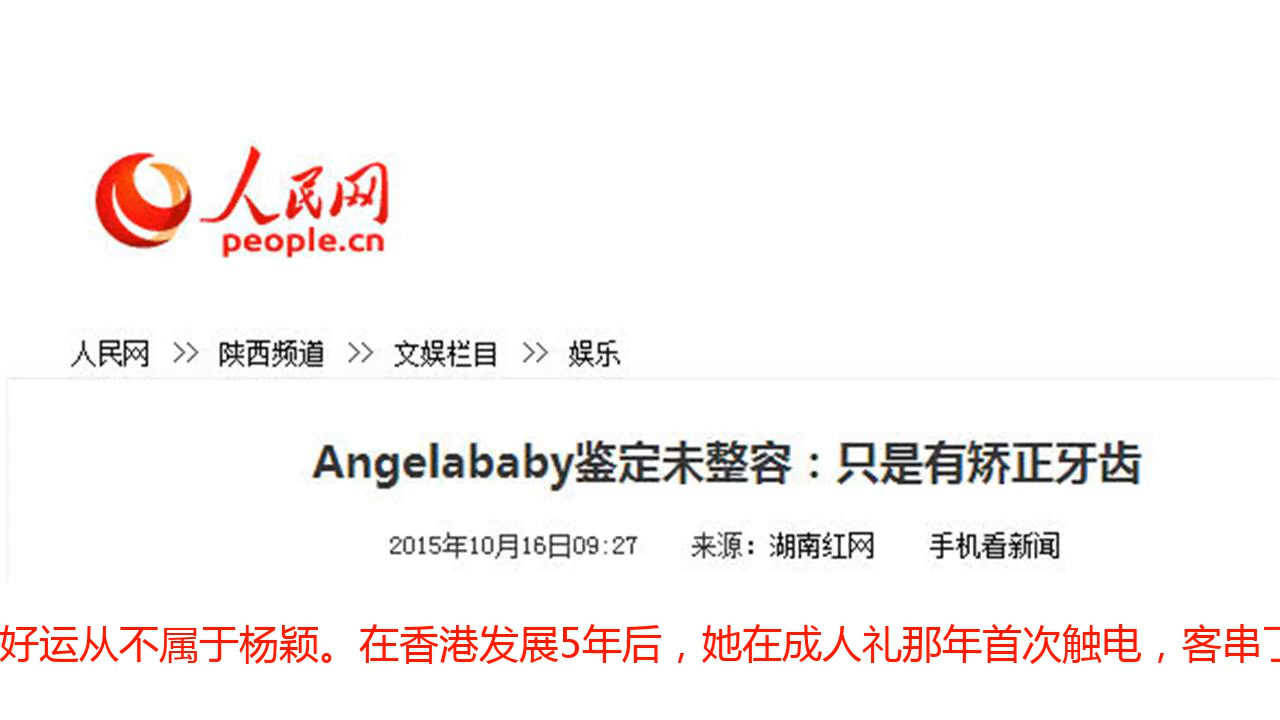 人民网
people.cn
人民网 >> 陕西频道 >> 文娱栏目 >> 娱乐
Angelababy鉴定未整容：只是有矫正牙齿
2015年10月16日09:27 来源：湖南红网 手机看新闻
好运从不属于杨颖。在香港发展5年后，她在成人礼那年首次触电，客串